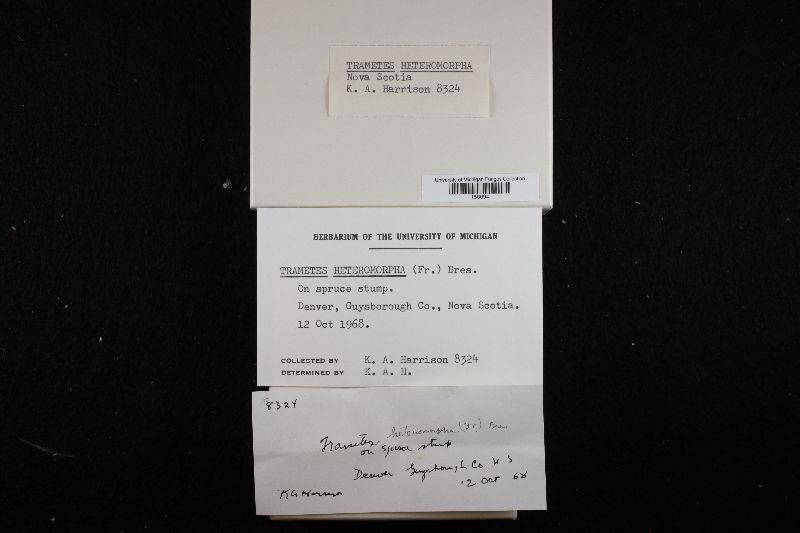 TRAMETES HETEROMORPHA
Nova Scotia
K. A. Harrison 8324
University of Michigan Fungus Collection
HERBARIUM OF THE UNIVERSITY OF MICHIGAN
TRAMETES HETEROMORPHA (Fr.) Bres.
On spruce stump.
Denver, Guysborough Co., Nova Scotia.
12 Oct 1968.
COLLECTED BY K. A. Harrison 8324
DETERMINED BY K. A. H.
8324
Trametes heteromorpha (Fr) Bres
on spruce stump
Denver Guysborough Co N S
12 Oct 68
KA Harrison